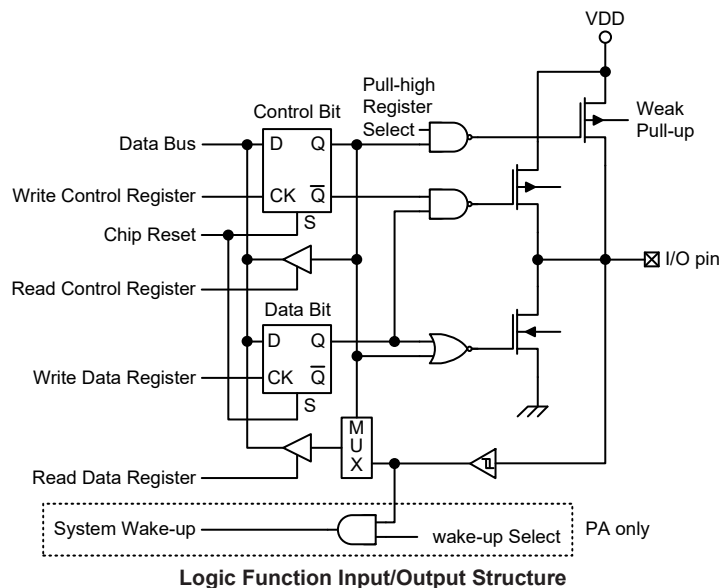 VDD
Pull-high
Register
Select
Weak
Pull-up
Control Bit
Data Bus
D
Q
Write Control Register
CK
Q
S
Chip Reset
I/O pin
Read Control Register
Data Bit
D
Q
Write Data Register
CK
Q
S
M
U
X
Read Data Register
System Wake-up
wake-up Select
PA only
Logic Function Input/Output Structure